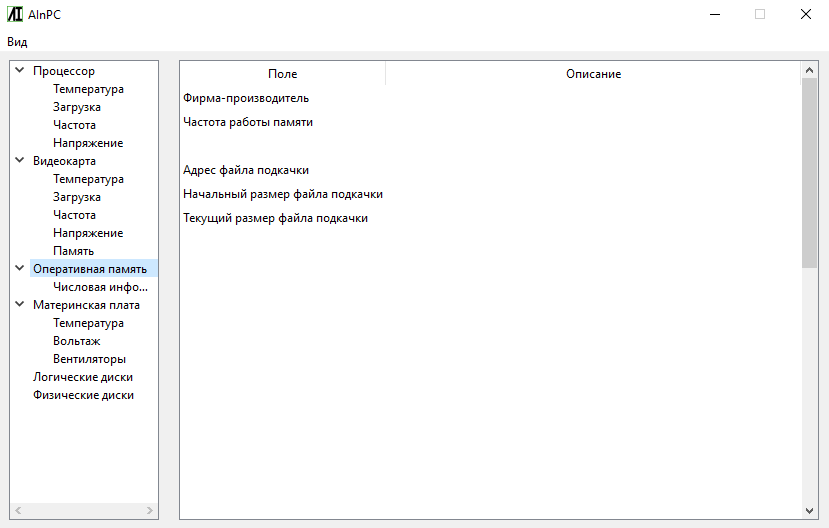 AInPC
Вид
Процессор
Температура
Загрузка
Частота
Напряжение
Видеокарта
Температура
Загрузка
Частота
Напряжение
Память
Оперативная память
Числовая инфо...
Материнская плата
Температура
Вольтаж
Вентиляторы
Логические диски
Физические диски
Поле Описание
Фирма-производитель
Частота работы памяти
Адрес файла подкачки
Начальный размер файла подкачки
Текущий размер файла подкачки